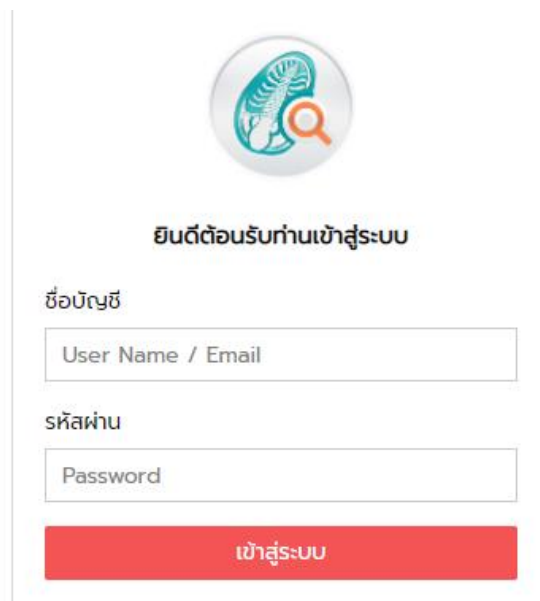 ยินดีต้อนรับท่านเข้าสู่ระบบ
ชื่อบัญชี
User Name / Email
รหัสผ่าน
Password
เข้าสู่ระบบ